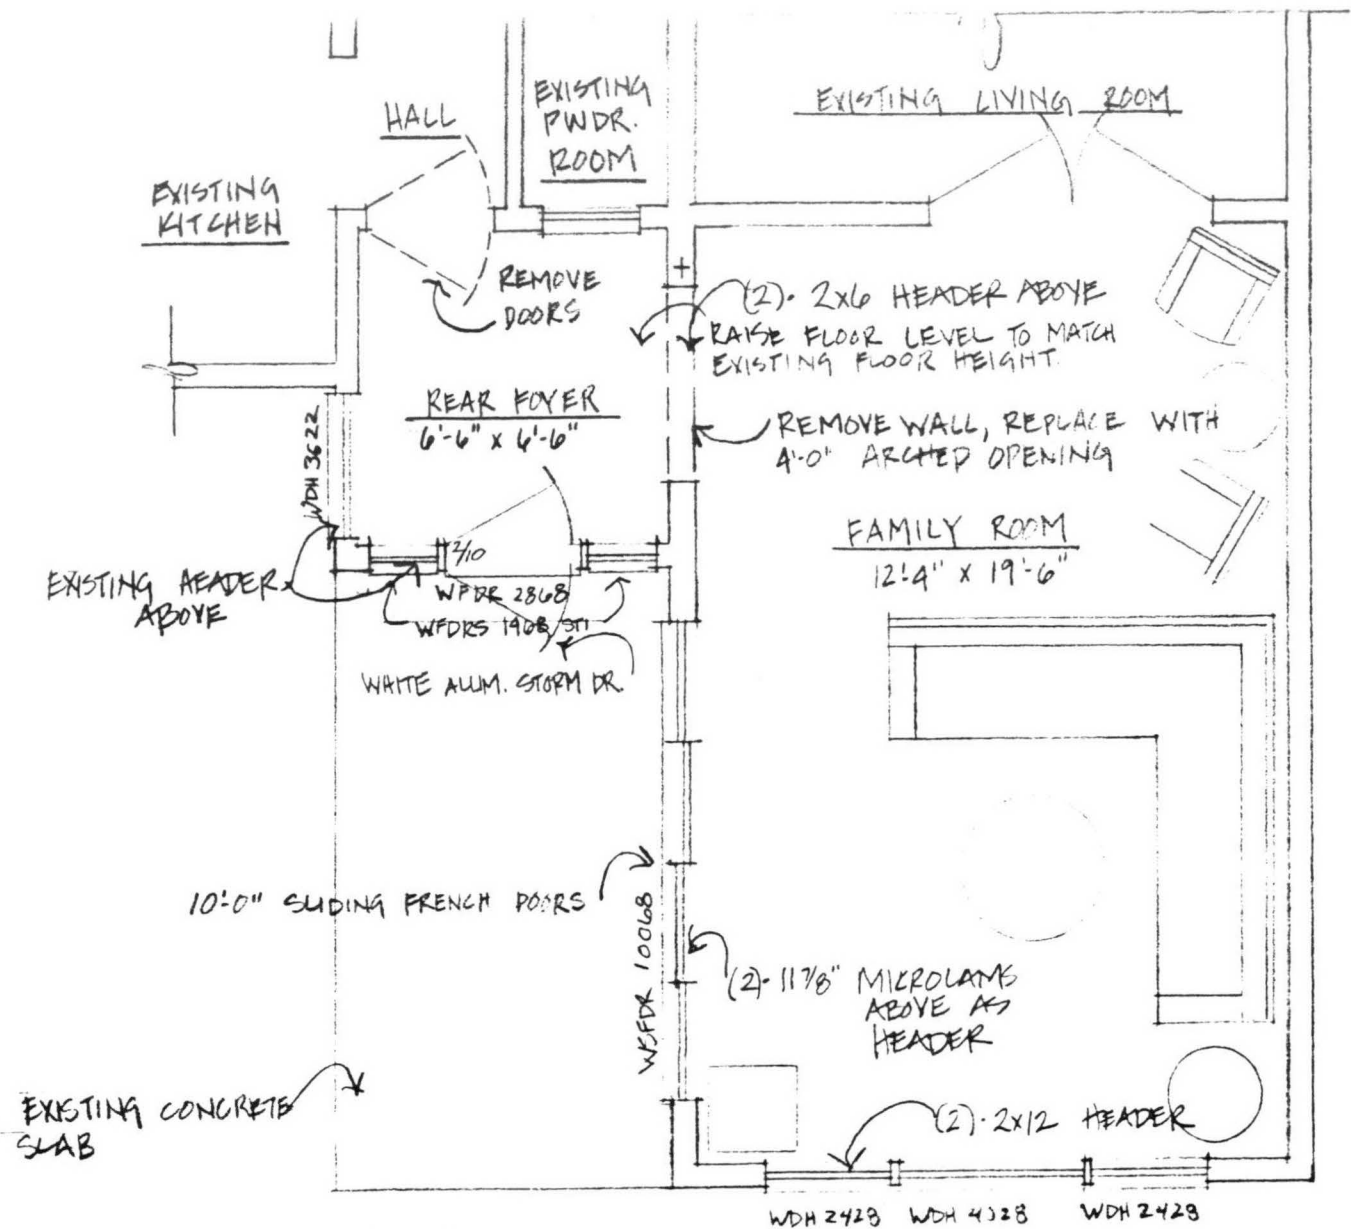 HALL
EXISTING
PWDR.
ROOM
EXISTING LIVING ROOM
EXISTING
KITCHEN
REMOVE
DOORS
(2)- 2x6 HEADER ABOVE
RAISE FLOOR LEVEL TO MATCH
EXISTING FLOOR HEIGHT.
REAR FOYER
6'-6" x 6'-6"
REMOVE WALL, REPLACE WITH
4'-0" ARCHED OPENING
WDH 3622
FAMILY ROOM
12'-4" x 19'-6"
2/10
EXISTING HEADER
ABOVE
WFDR 2868
WFDRS 1968 STI
WHITE ALUM. STORM DR.
10'-0" SLIDING FRENCH DOORS
WSFDR 10068
(2)- 11 7/8" MICROLAMS
ABOVE AS
HEADER
EXISTING CONCRETE
SLAB
(2)- 2x12 HEADER
WDH 2428 WDH 4328 WDH 2428